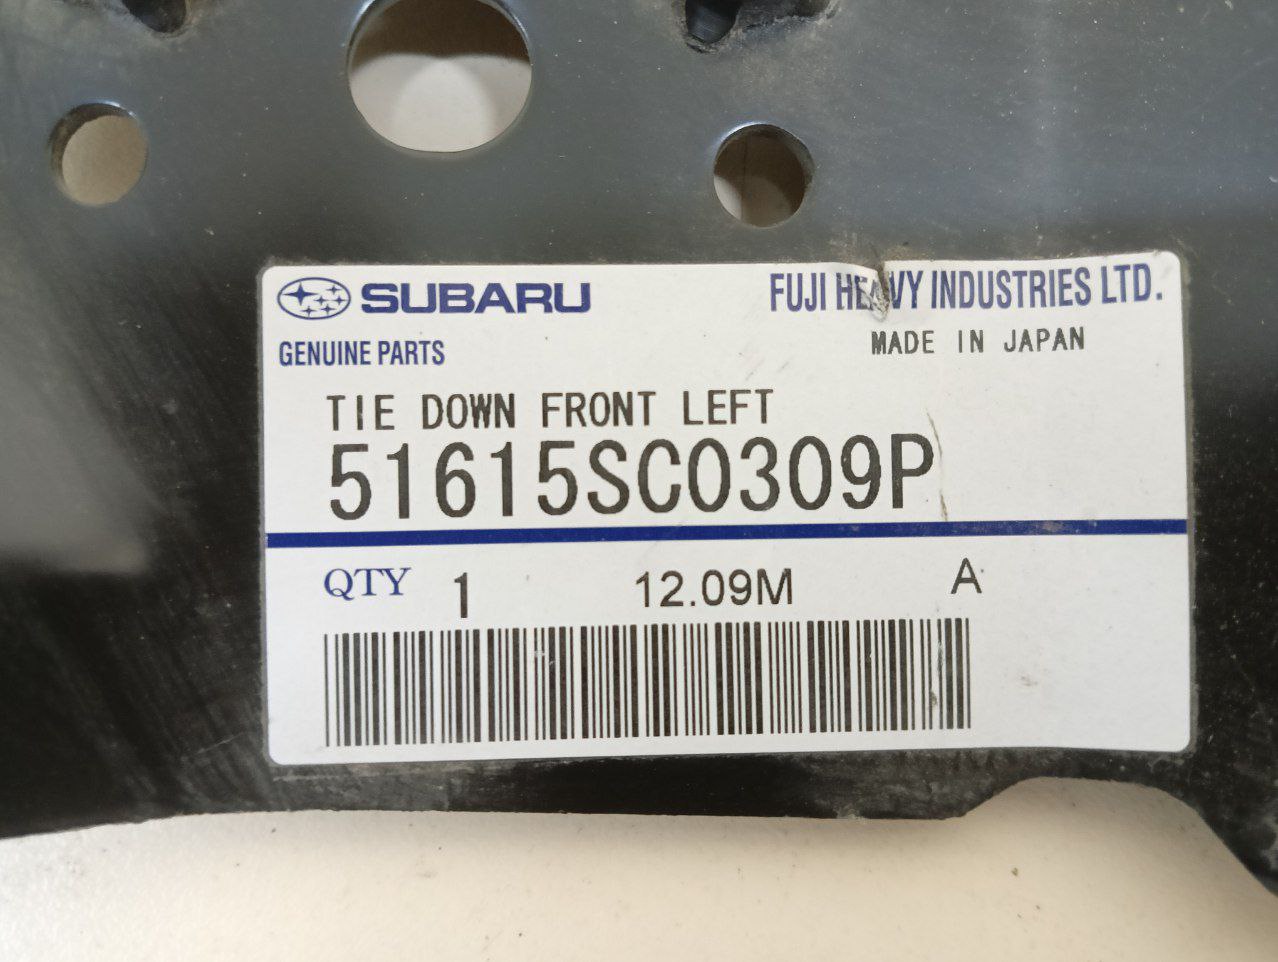 SUBARU
FUJI HEAVY INDUSTRIES LTD.
GENUINE PARTS
MADE IN JAPAN
TIE DOWN FRONT LEFT
51615SC0309P
QTY 1 12.09M A